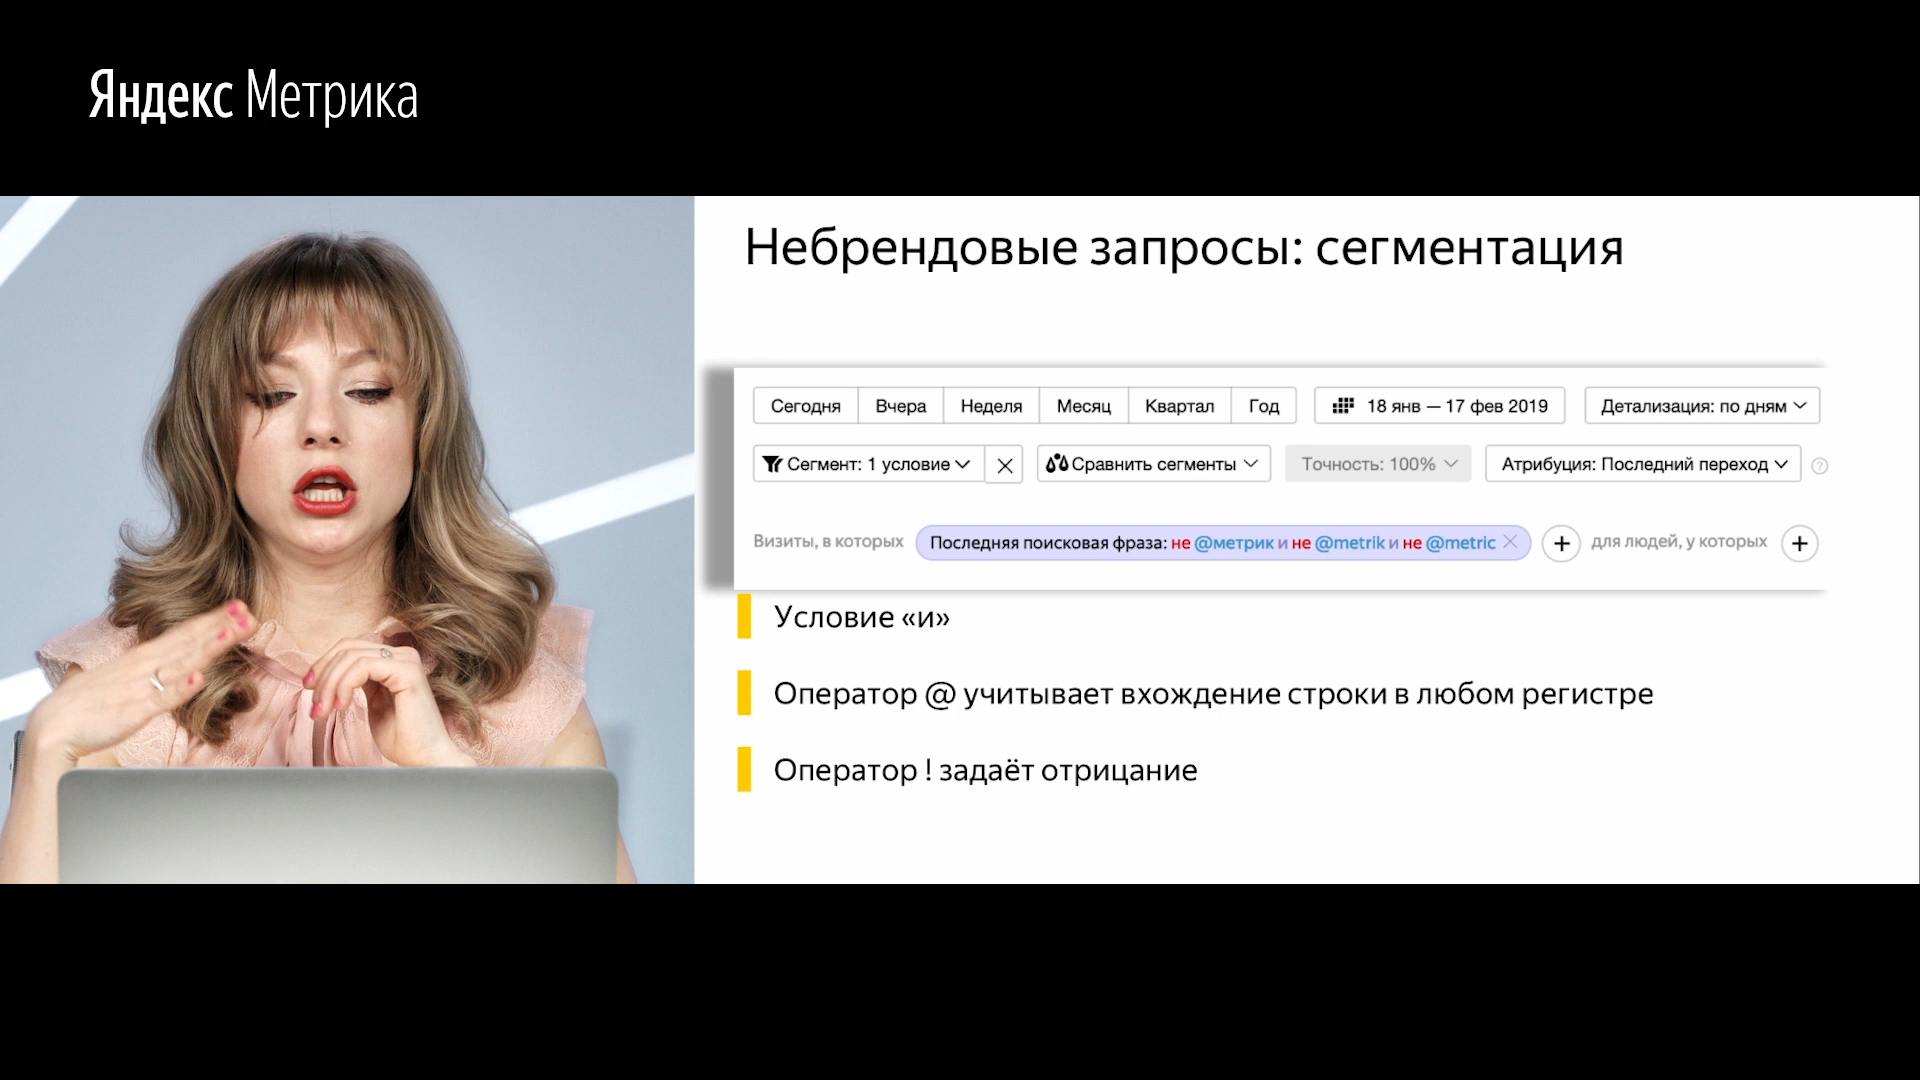 Яндекс Метрика
Небрендовые запросы: сегментация
Сегодня Вчера Неделя Месяц Квартал Год 18 янв — 17 фев 2019 Детализация: по дням
Сегмент: 1 условие Сравнить сегменты Точность: 100% Атрибуция: Последний переход ?
Визиты, в которых Последняя поисковая фраза: не @метрик и не @metrik и не @metric × + для людей, у которых +
Условие «и»
Оператор @ учитывает вхождение строки в любом регистре
Оператор ! задаёт отрицание